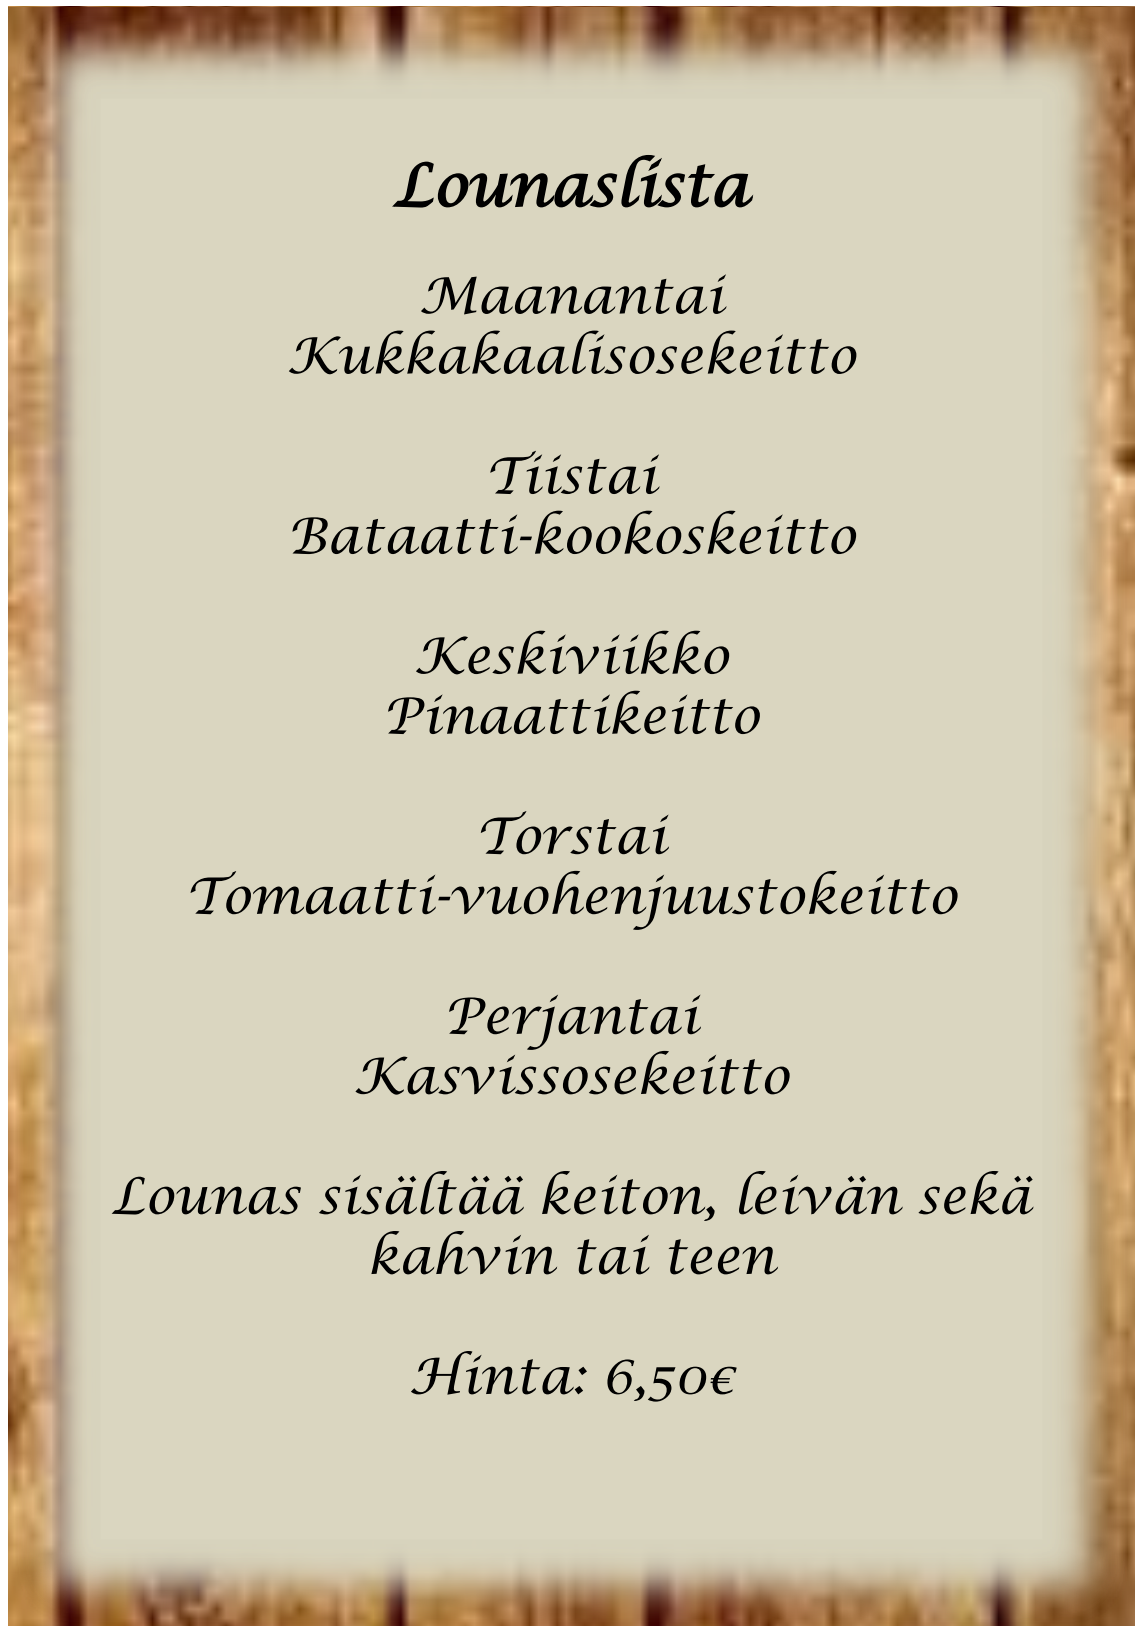 Lounaslista
Maanantai
Kukkakaalisosekeitto
Tiistai
Bataatti-kookoskeitto
Keskiviikko
Pinaattikeitto
Torstai
Tomaatti-vuohenjuustokeitto
Perjantai
Kasvissosekeitto
Lounas sisältää keiton, leivän sekä
kahvin tai teen
Hinta: 6,50€